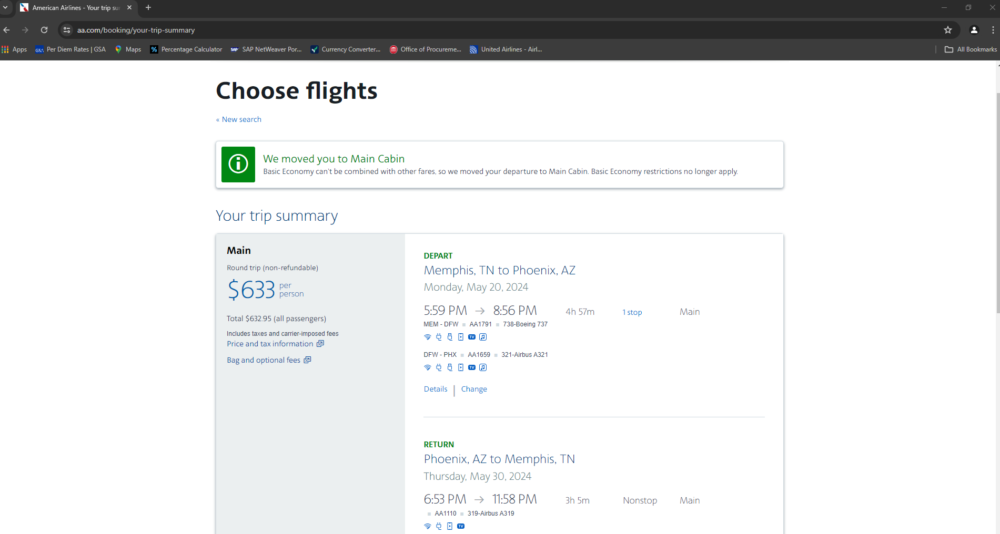 American Airlines - Your trip su
aa.com/booking/your-trip-summary
Apps
Per Diem Rates | GSA
Maps
Percentage Calculator
SAP NetWeaver Por...
Currency Converter...
Office of Procureme...
United Airlines - Airl...
All Bookmarks
Choose flights
« New search
We moved you to Main Cabin
Basic Economy can't be combined with other fares, so we moved your departure to Main Cabin. Basic Economy restrictions no longer apply.
Your trip summary
Main
Round trip (non-refundable)
$633 per person
Total $632.95 (all passengers)
Includes taxes and carrier-imposed fees
Price and tax information
Bag and optional fees
DEPART
Memphis, TN to Phoenix, AZ
Monday, May 20, 2024
5:59 PM → 8:56 PM 4h 57m 1 stop Main
MEM - DFW ▪ AA1791 ▪ 738-Boeing 737
TV
DFW - PHX ▪ AA1659 ▪ 321-Airbus A321
TV
Details | Change
RETURN
Phoenix, AZ to Memphis, TN
Thursday, May 30, 2024
6:53 PM → 11:58 PM 3h 5m Nonstop Main
▪ AA1110 ▪ 319-Airbus A319
TV